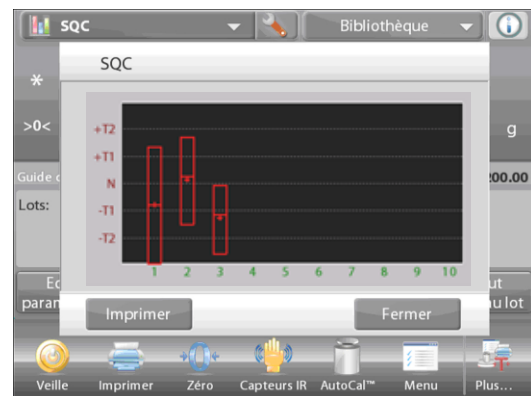 SQC
Bibliothèque
SQC
*
>0<
g
+T2
+T1
N
-T1
-T2
1 2 3 4 5 6 7 8 9 10
Guide
200.00
Lots:
Imprimer
Fermer
Veille
Imprimer
Zéro
Capteurs IR
AutoCal™
Menu
Plus...